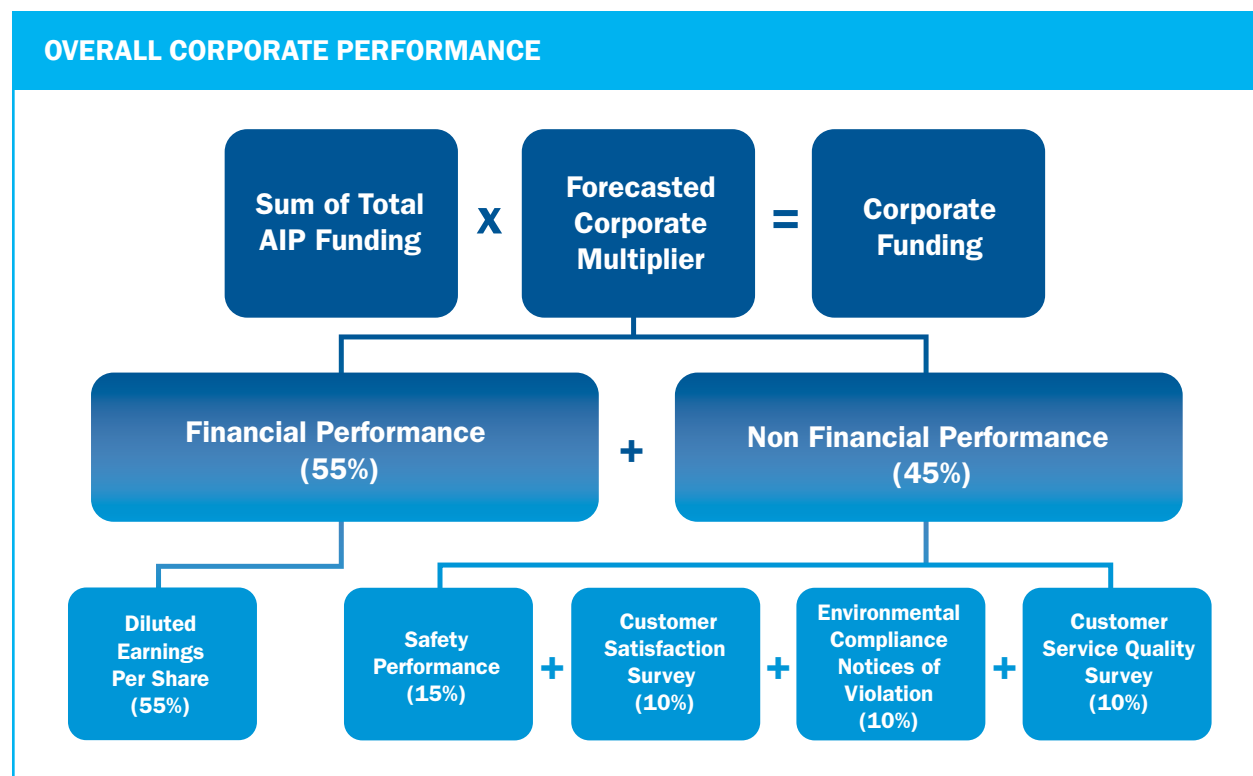 OVERALL CORPORATE PERFORMANCE
Sum of Total
AIP Funding
x
Forecasted
Corporate
Multiplier
=
Corporate
Funding
Financial Performance
(55%)
+
Non Financial Performance
(45%)
Diluted
Earnings
Per Share
(55%)
Safety
Performance
(15%)
+
Customer
Satisfaction
Survey
(10%)
+
Environmental
Compliance
Notices of
Violation
(10%)
+
Customer
Service Quality
Survey
(10%)